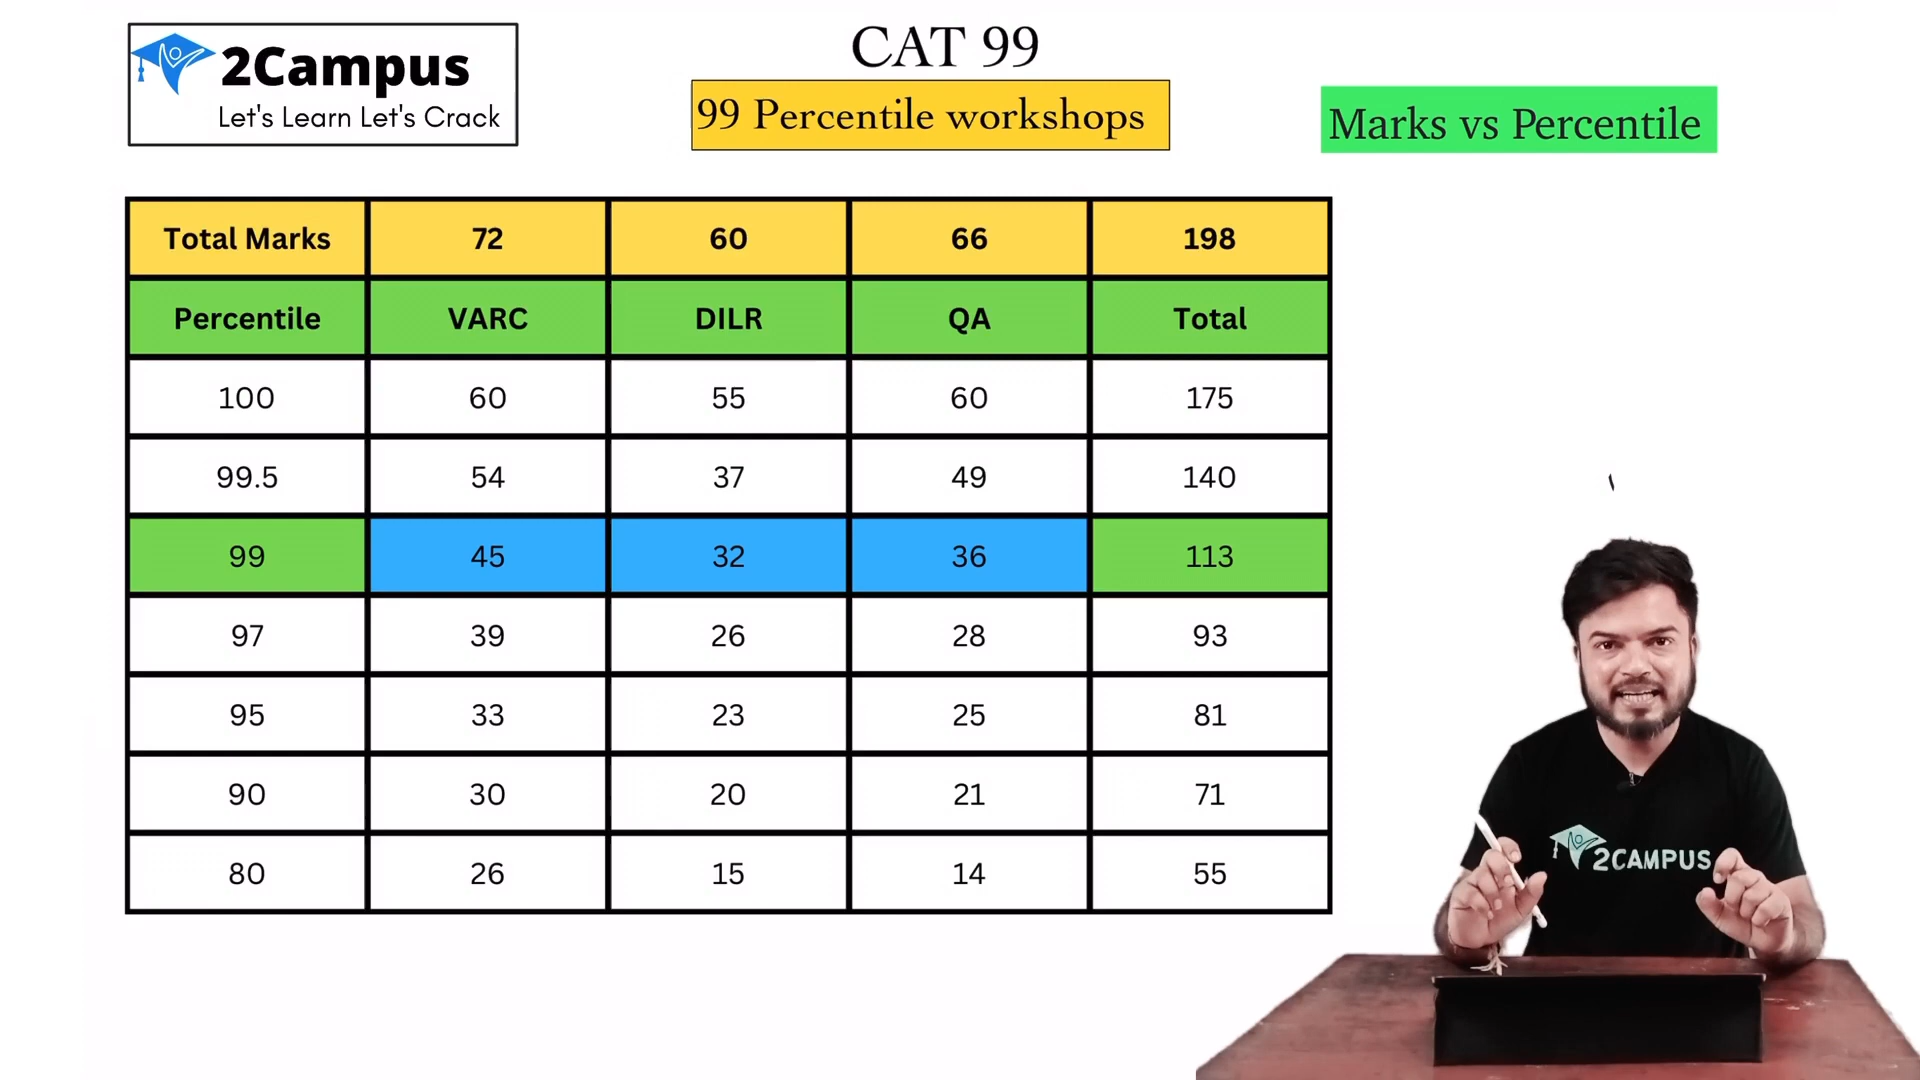 2Campus
Let's Learn Let's Crack
CAT 99
99 Percentile workshops
Marks vs Percentile
Total Marks 72 60 66 198
Percentile VARC DILR QA Total
100 60 55 60 175
99.5 54 37 49 140
99 45 32 36 113
97 39 26 28 93
95 33 23 25 81
90 30 20 21 71
80 26 15 14 55
2CAMPUS